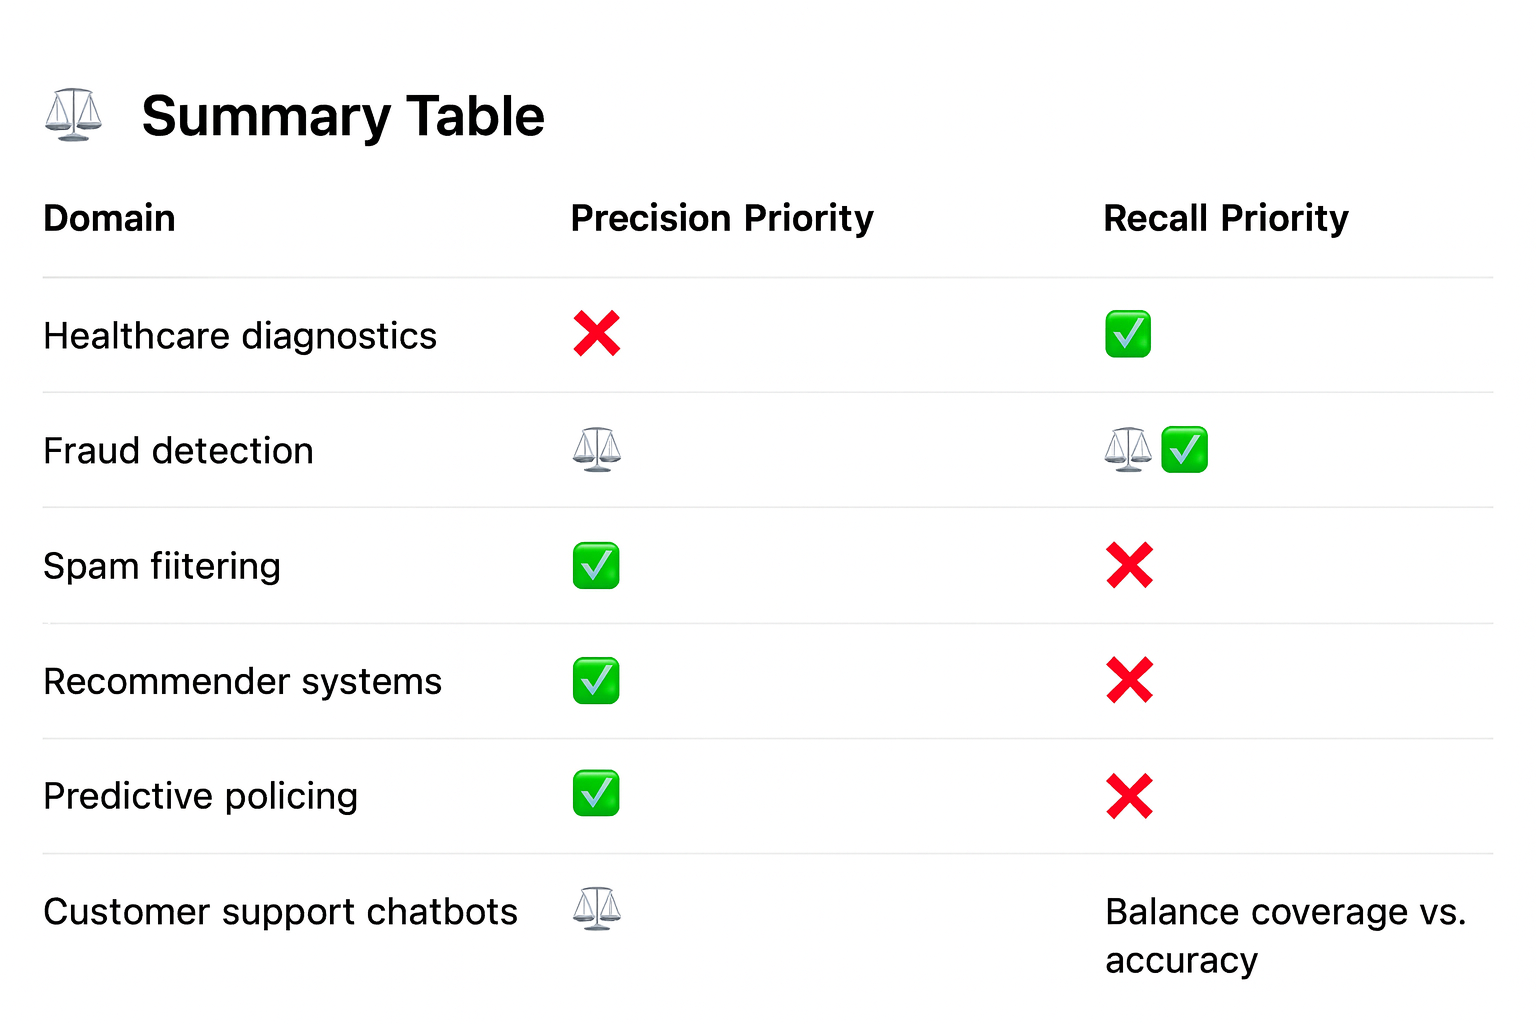 Summary Table
Domain Precision Priority Recall Priority
Healthcare diagnostics
Fraud detection
Spam fiitering
Recommender systems
Predictive policing
Customer support chatbots Balance coverage vs.
accuracy